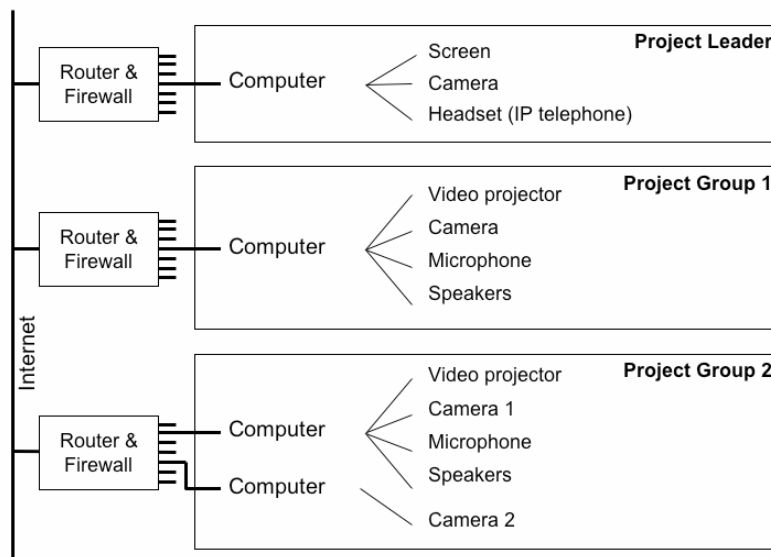 Project Leader
Router &
Firewall
Computer
Screen
Camera
Headset (IP telephone)
Project Group 1
Router &
Firewall
Computer
Video projector
Camera
Microphone
Speakers
Internet
Project Group 2
Router &
Firewall
Computer
Video projector
Camera 1
Microphone
Speakers
Computer
Camera 2